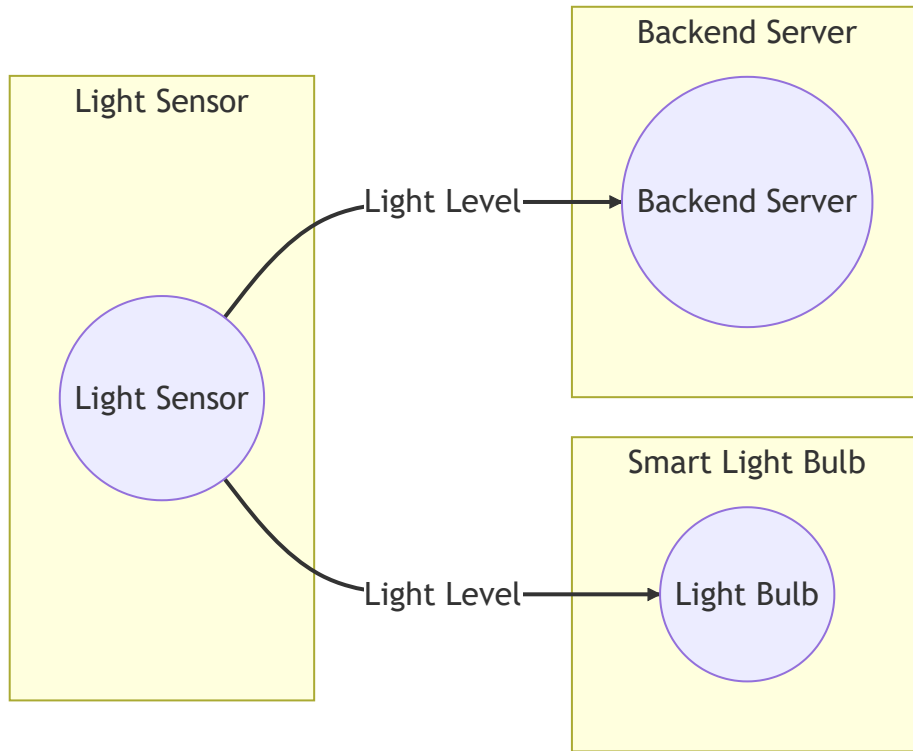 Light Sensor
Light Sensor
Light Level
Light Level
Backend Server
Backend Server
Smart Light Bulb
Light Bulb